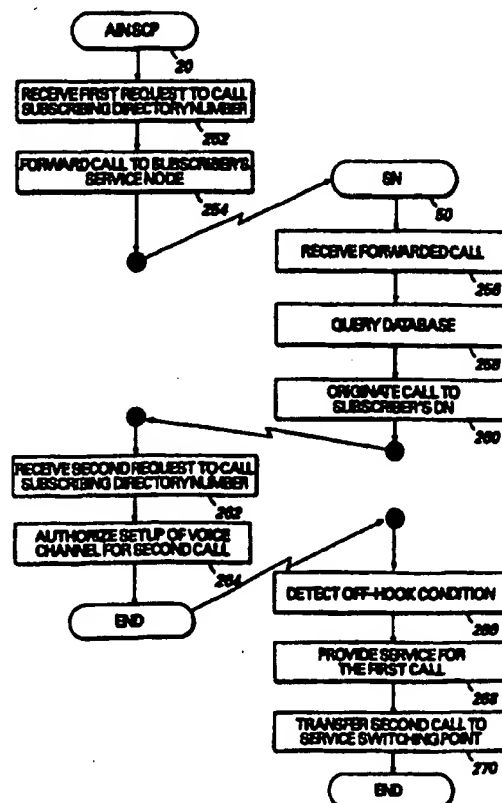 AIN SCP
20
RECEIVE FIRST REQUEST TO CALL
SUBSCRIBING DIRECTORY NUMBER
252
FORWARD CALL TO SUBSCRIBER'S
SERVICE NODE
254
SN
50
RECEIVE FORWARDED CALL
256
QUERY DATABASE
258
ORIGINATE CALL TO
SUBSCRIBER'S DN
260
RECEIVE SECOND REQUEST TO CALL
SUBSCRIBING DIRECTORY NUMBER
262
AUTHORIZE SETUP OF VOICE
CHANNEL FOR SECOND CALL
264
END
DETECT OFF-HOOK CONDITION
266
PROVIDE SERVICE FOR
THE FIRST CALL
268
TRANSFER SECOND CALL TO
SERVICE SWITCHING POINT
270
END